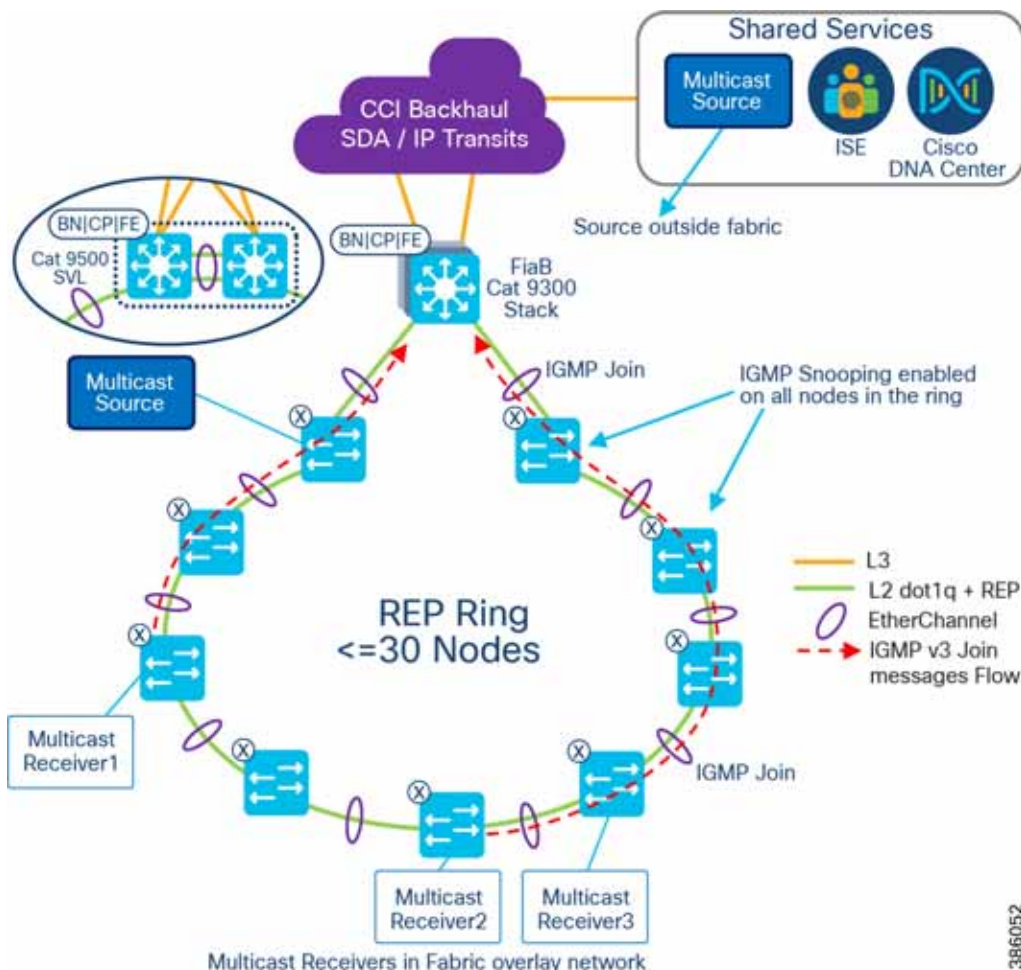 Shared Services
Multicast
Source
ISE
Cisco
DNA Center
CCI Backhaul
SDA / IP Transits
Source outside fabric
BN|CP|FE
Cat 9500
SVL
BN|CP|FE
FiaB
Cat 9300
Stack
Multicast
Source
IGMP Join
IGMP Snooping enabled
on all nodes in the ring
X
X
X
X
X
X
X
X
X
REP Ring
<=30 Nodes
L3
L2 dot1q + REP
EtherChannel
IGMP v3 Join
messages Flow
Multicast
Receiver1
IGMP Join
Multicast
Receiver2
Multicast
Receiver3
Multicast Receivers in Fabric overlay network
386052